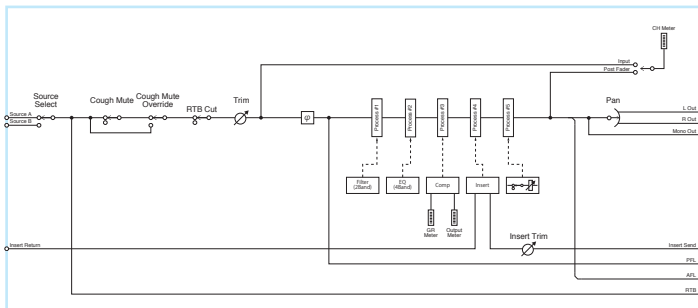 CH Meter
Input
Post Fader
Source Select
Cough Mute
Cough Mute Override
RTB Cut
Trim
Pan
Source A
Source B
φ
Process #1
Process #2
Process #3
Process #4
Process #5
L Out
R Out
Mono Out
Filter (2Band)
EQ (4Band)
Comp
Insert
GR Meter
Output Meter
Insert Trim
Insert Return
Insert Send
PFL
AFL
RTB